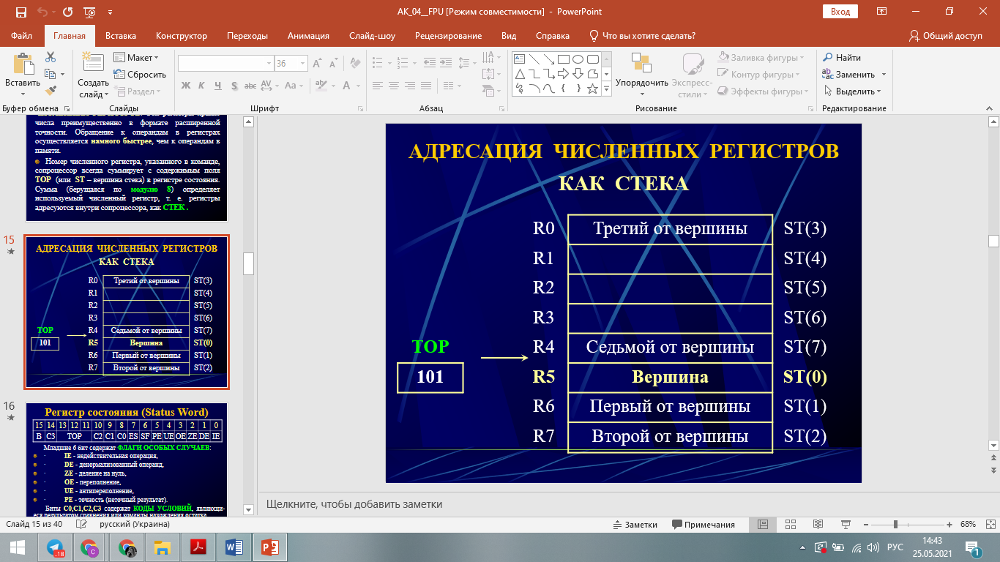 AK_04__FPU [Режим совместимости] - PowerPoint
Вход
Файл Главная Вставка Конструктор Переходы Анимация Слайд-шоу Рецензирование Вид Справка Что вы хотите сделать? Общий доступ
Вставить
Создать слайд
Макет
Сбросить
Раздел
36
Ж К Ч S abc AV Aa A
Упорядочить
Экспресс-стили
Заливка фигуры
Контур фигуры
Эффекты фигуры
Найти
Заменить
Выделить
Буфер обмена Слайды Шрифт Абзац Рисование Редактирование
числа преимущественно в формате расширенной
точности. Обращение к операндам в регистрах
осуществляется намного быстрее, чем к операндам в
памяти.
Номер численного регистра, указанного в команде,
сопроцессор всегда суммирует с содержимым поля
TOP (или ST – вершина стека) в регистре состояния.
Сумма (берущаяся по модулю 8) определяет
используемый численный регистр, т. е. регистры
адресуются внутри сопроцессора, как СТЕК .
15
АДРЕСАЦИЯ ЧИСЛЕННЫХ РЕГИСТРОВ
КАК СТЕКА
R0 Третий от вершины ST(3)
R1 ST(4)
R2 ST(5)
R3 ST(6)
TOP R4 Седьмой от вершины ST(7)
101 R5 Вершина ST(0)
R6 Первый от вершины ST(1)
R7 Второй от вершины ST(2)
16
Регистр состояния (Status Word)
15 14 13 12 11 10 9 8 7 6 5 4 3 2 1 0
B C3 TOP C2 C1 C0 ES SF PE UE OE ZE DE IE
Младшие 6 бит содержат ФЛАГИ ОСОБЫХ СЛУЧАЕВ:
· IE - недействительная операция,
· DE - денормализованный операнд,
· ZE - деление на нуль,
· OE - переполнение,
· UE - антипереполнение,
· PE - точность (неточный результат).
Биты C0,C1,C2,C3 содержат КОДЫ УСЛОВИЙ, являющи-
АДРЕСАЦИЯ ЧИСЛЕННЫХ РЕГИСТРОВ
КАК СТЕКА
R0 Третий от вершины ST(3)
R1 ST(4)
R2 ST(5)
R3 ST(6)
TOP R4 Седьмой от вершины ST(7)
101 R5 Вершина ST(0)
R6 Первый от вершины ST(1)
R7 Второй от вершины ST(2)
Щелкните, чтобы добавить заметки
Слайд 15 из 40 русский (Украина) Заметки Примечания 68%
..18 РУС 14:43
25.05.2021
1